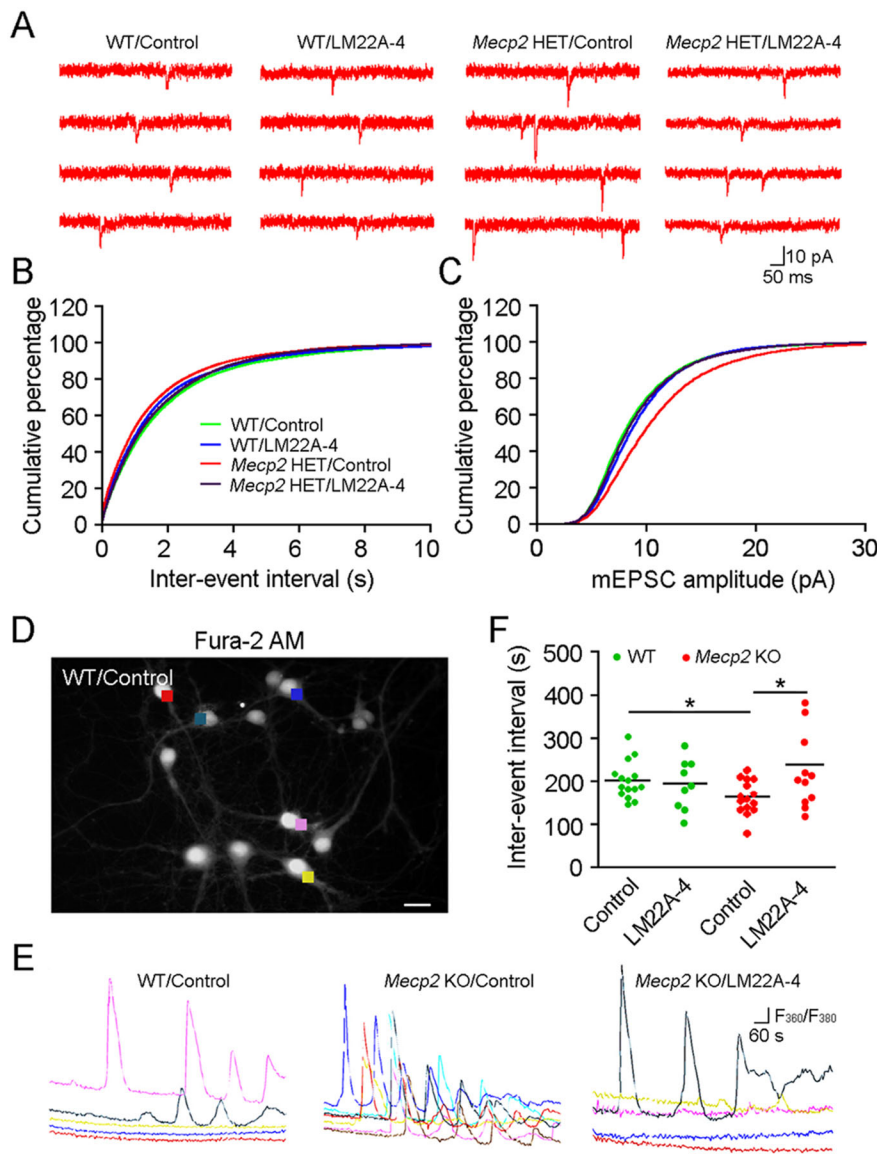 A
WT/Control
WT/LM22A-4
Mecp2 HET/Control
Mecp2 HET/LM22A-4
10 pA
50 ms
B
Cumulative percentage
120
100
80
60
40
20
0
WT/Control
WT/LM22A-4
Mecp2 HET/Control
Mecp2 HET/LM22A-4
0 2 4 6 8 10
Inter-event interval (s)
C
Cumulative percentage
120
100
80
60
40
20
0
0 10 20 30
mEPSC amplitude (pA)
D
Fura-2 AM
WT/Control
F
Inter-event interval (s)
500
400
300
200
100
0
WT
Mecp2 KO
*
*
Control
LM22A-4
Control
LM22A-4
E
WT/Control
Mecp2 KO/Control
Mecp2 KO/LM22A-4
F360/F380
60 s